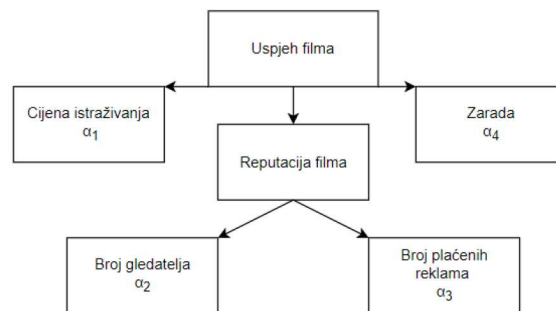 Uspjeh filma
Cijena istraživanja
α1
Zarada
α4
Reputacija filma
Broj gledatelja
α2
Broj plaćenih
reklama
α3